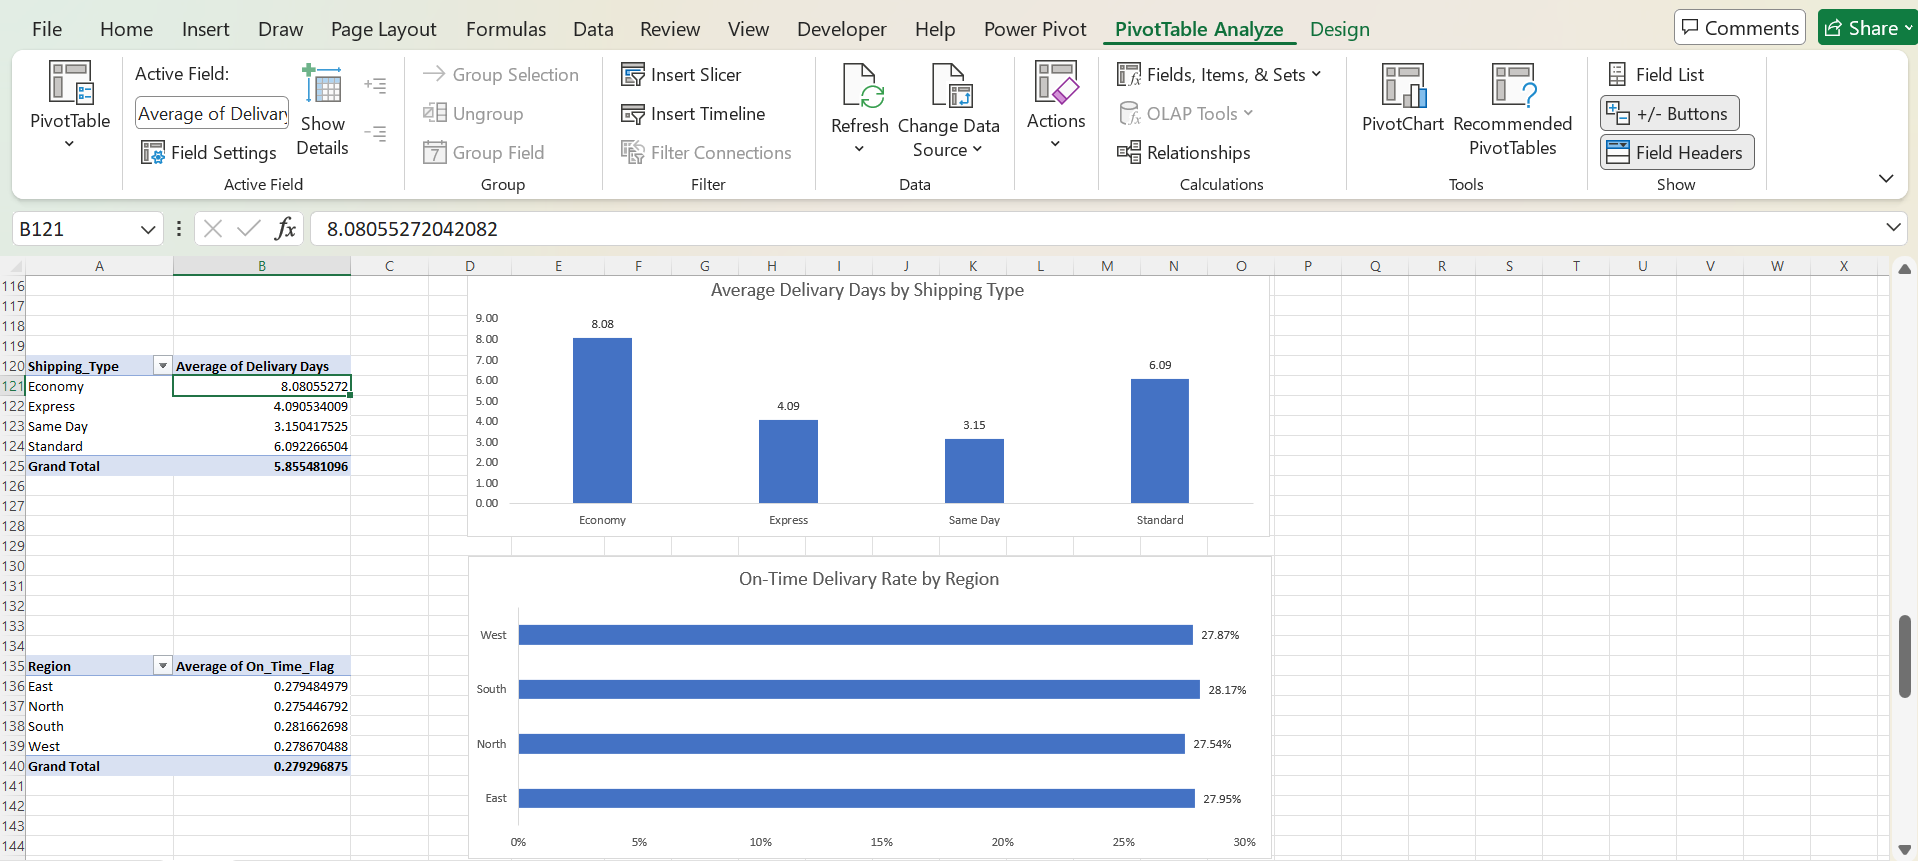 File Home Insert Draw Page Layout Formulas Data Review View Developer Help Power Pivot PivotTable Analyze Design Comments Share
PivotTable
Active Field:
Average of Delivary
Field Settings
Show Details
Active Field
Group Selection
Ungroup
7 Group Field
Group
Insert Slicer
Insert Timeline
Filter Connections
Filter
Refresh
Change Data Source
Data
Actions
Fields, Items, & Sets
OLAP Tools
Relationships
Calculations
PivotChart
Recommended PivotTables
Tools
Field List
+/- Buttons
Field Headers
Show
B121 fx 8.08055272042082
A B C D E F G H I J K L M N O P Q R S T U V W X
116
117
118
119
120 Shipping_Type Average of Delivary Days
121 Economy 8.08055272
122 Express 4.090534009
123 Same Day 3.150417525
124 Standard 6.092266504
125 Grand Total 5.855481096
126
127
128
129
130
131
132
133
134
135 Region Average of On_Time_Flag
136 East 0.279484979
137 North 0.275446792
138 South 0.281662698
139 West 0.278670488
140 Grand Total 0.279296875
141
142
143
144
Average Delivary Days by Shipping Type
9.00
8.00
7.00
6.00
5.00
4.00
3.00
2.00
1.00
0.00
8.08
4.09
3.15
6.09
Economy Express Same Day Standard
On-Time Delivary Rate by Region
West 27.87%
South 28.17%
North 27.54%
East 27.95%
0% 5% 10% 15% 20% 25% 30%